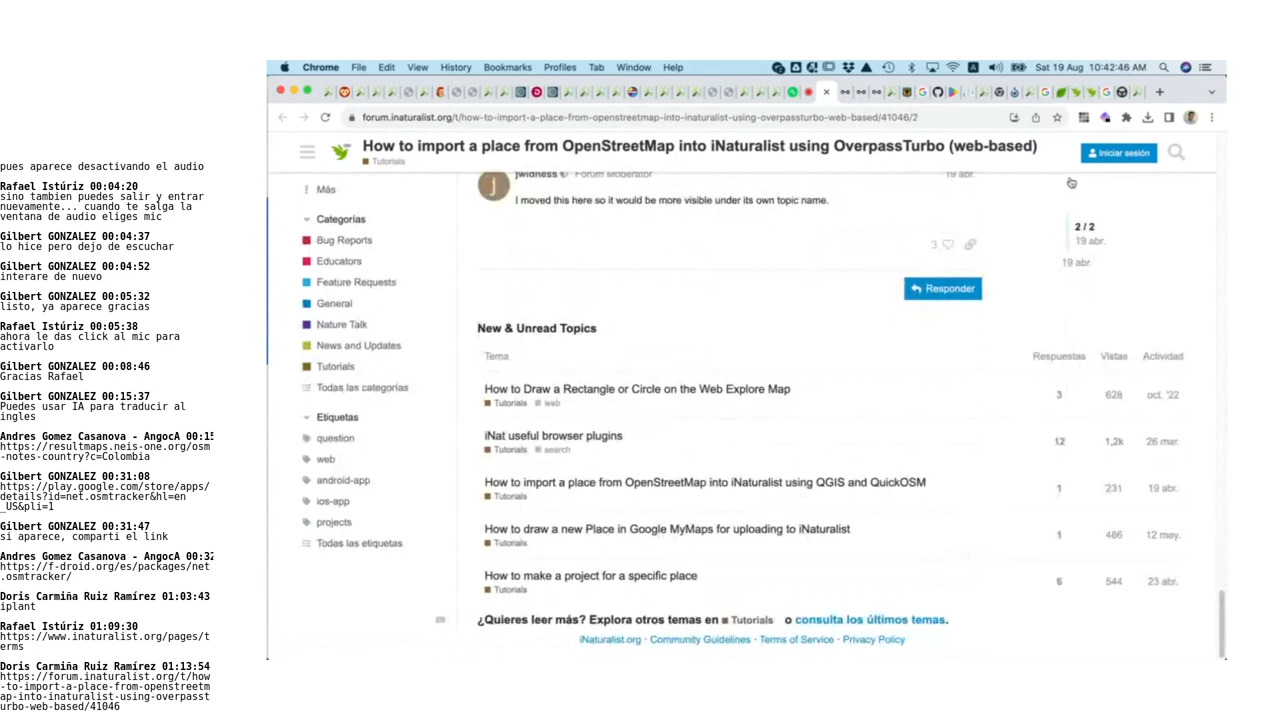 pues aparece desactivando el audio
Rafael Istúriz 00:04:20
sino tambien puedes salir y entrar
nuevamente... cuando te salga la
ventana de audio eliges mic
Gilbert GONZALEZ 00:04:37
lo hice pero dejo de escuchar
Gilbert GONZALEZ 00:04:52
interare de nuevo
Gilbert GONZALEZ 00:05:32
listo, ya aparece gracias
Rafael Istúriz 00:05:38
ahora le das click al mic para
activarlo
Gilbert GONZALEZ 00:08:46
Gracias Rafael
Gilbert GONZALEZ 00:15:37
Puedes usar IA para traducir al
ingles
Andres Gomez Casanova - AngocA 00:15
https://resultmaps.neis-one.org/osm
-notes-country?c=Colombia
Gilbert GONZALEZ 00:31:08
https://play.google.com/store/apps/
details?id=net.osmtracker&hl=en
_US&pli=1
Gilbert GONZALEZ 00:31:47
si aparece, comparti el link
Andres Gomez Casanova - AngocA 00:32
https://f-droid.org/es/packages/net
.osmtracker/
Doris Carmiña Ruiz Ramírez 01:03:43
iplant
Rafael Istúriz 01:09:30
https://www.inaturalist.org/pages/t
erms
Doris Carmiña Ruiz Ramírez 01:13:54
https://forum.inaturalist.org/t/how
-to-import-a-place-from-openstreetm
ap-into-inaturalist-using-overpasst
urbo-web-based/41046
Chrome File Edit View History Bookmarks Profiles Tab Window Help Sat 19 Aug 10:42:46 AM
forum.inaturalist.org/t/how-to-import-a-place-from-openstreetmap-into-inaturalist-using-overpassturbo-web-based/41046/2
How to import a place from OpenStreetMap into iNaturalist using OverpassTurbo (web-based)
Tutorials
Iniciar sesión
Más
Categorías
Bug Reports
Educators
Feature Requests
General
Nature Talk
News and Updates
Tutorials
Todas las categorías
Etiquetas
question
web
android-app
ios-app
projects
Todas las etiquetas
jwidness Forum Moderator 19 abr.
I moved this here so it would be more visible under its own topic name.
3
2 / 2
19 abr.
19 abr.
Responder
New & Unread Topics
Tema Respuestas Vistas Actividad
How to Draw a Rectangle or Circle on the Web Explore Map 3 628 oct. '22
Tutorials web
iNat useful browser plugins 12 1,2k 26 mar.
Tutorials search
How to import a place from OpenStreetMap into iNaturalist using QGIS and QuickOSM 1 231 19 abr.
Tutorials
How to draw a new Place in Google MyMaps for uploading to iNaturalist 1 486 12 may.
Tutorials
How to make a project for a specific place 6 544 23 abr.
Tutorials
¿Quieres leer más? Explora otros temas en Tutorials o consulta los últimos temas.
iNaturalist.org · Community Guidelines · Terms of Service · Privacy Policy